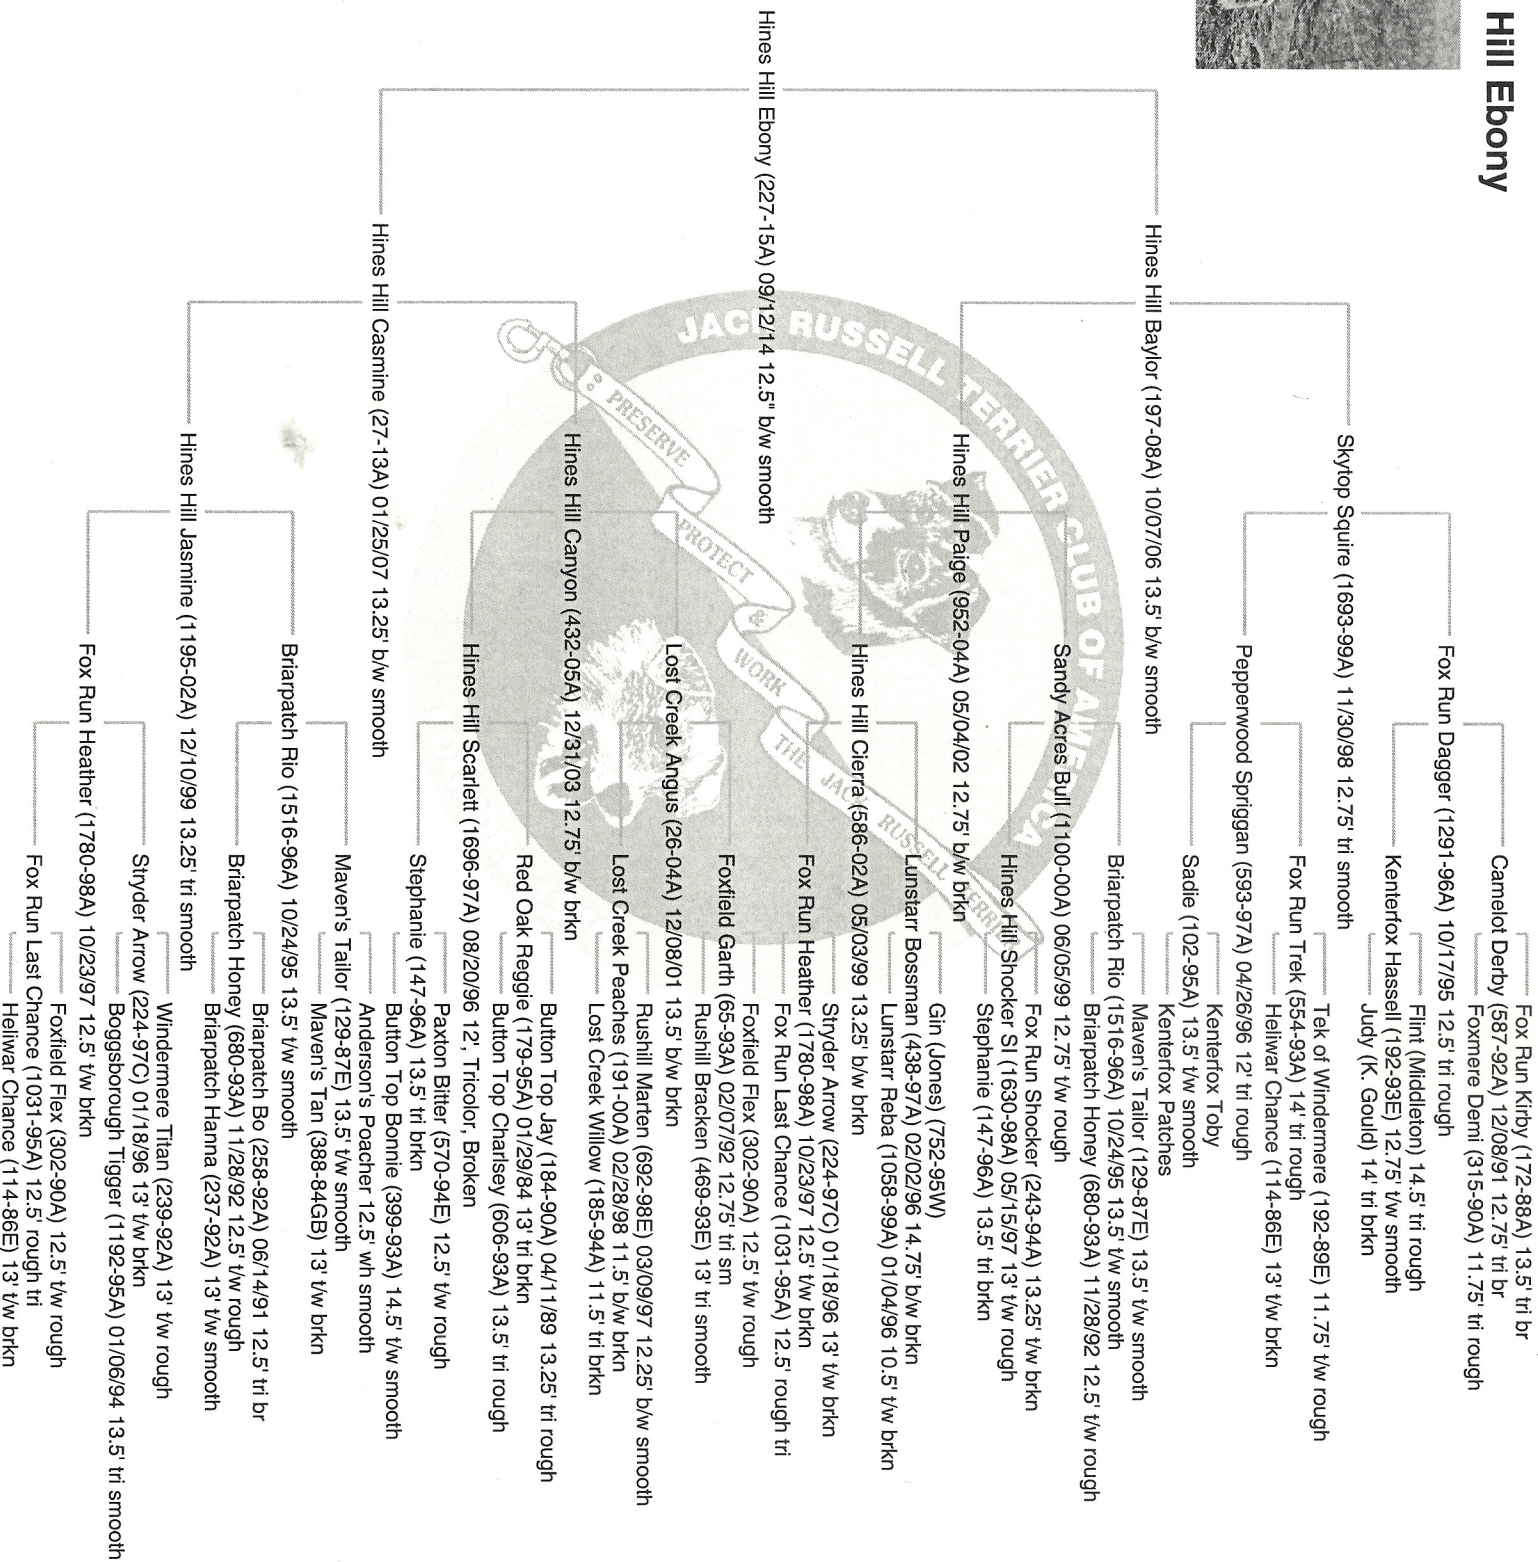 Hill Ebony
Fox Run Kirby (172-88A) 13.5' tri br
Camelot Derby (587-92A) 12/08/91 12.75' tri br
Foxmere Demi (315-90A) 11.75' tri rough
Fox Run Dagger (1291-96A) 10/17/95 12.5' tri rough
Flint (Middleton) 14.5' tri rough
Kenterfox Hassell (192-93E) 12.75' t/w smooth
Judy (K. Gould) 14' tri brkn
Skytop Squire (1693-99A) 11/30/98 12.75' tri smooth
Tek of Windermere (192-89E) 11.75' t/w rough
Fox Run Trek (554-93A) 14' tri rough
Heliwar Chance (114-86E) 13' t/w brkn
Pepperwood Spriggan (593-97A) 04/26/96 12' tri rough
Kenterfox Toby
Sadie (102-95A) 13.5' t/w smooth
Kenterfox Patches
Hines Hill Baylor (197-08A) 10/07/06 13.5' b/w smooth
Maven's Tailor (129-87E) 13.5' t/w smooth
Briarpatch Rio (1516-96A) 10/24/95 13.5' t/w smooth
Briarpatch Honey (680-93A) 11/28/92 12.5' t/w rough
Sandy Acres Bull (1100-00A) 06/05/99 12.75' t/w rough
Fox Run Shocker (243-94A) 13.25' t/w brkn
Hines Hill Shocker SI (1630-98A) 05/15/97 13' t/w rough
Stephanie (147-96A) 13.5' tri brkn
Hines Hill Paige (952-04A) 05/04/02 12.75' b/w brkn
Gin (Jones) (752-95W)
Lunstarr Bossman (438-97A) 02/02/96 14.75' b/w brkn
Lunstarr Reba (1058-99A) 01/04/96 10.5' t/w brkn
Hines Hill Cierra (586-02A) 05/03/99 13.25' b/w brkn
Stryder Arrow (224-97C) 01/18/96 13' t/w brkn
Fox Run Heather (1780-98A) 10/23/97 12.5' t/w brkn
Fox Run Last Chance (1031-95A) 12.5' rough tri
Hines Hill Ebony (227-15A) 09/12/14 12.5" b/w smooth
Foxfield Flex (302-90A) 12.5' t/w rough
Foxfield Garth (65-93A) 02/07/92 12.75' tri sm
Rushill Bracken (469-93E) 13' tri smooth
Lost Creek Angus (26-04A) 12/08/01 13.5' b/w brkn
Rushill Marten (692-98E) 03/09/97 12.25' b/w smooth
Lost Creek Peaches (191-00A) 02/28/98 11.5' b/w brkn
Lost Creek Willow (185-94A) 11.5' tri brkn
Hines Hill Canyon (432-05A) 12/31/03 12.75' b/w brkn
Button Top Jay (184-90A) 04/11/89 13.25' tri rough
Red Oak Reggie (179-95A) 01/29/84 13' tri brkn
Button Top Charlsey (606-93A) 13.5' tri rough
Hines Hill Scarlett (1696-97A) 08/20/96 12', Tricolor, Broken
Paxton Bitter (570-94E) 12.5' t/w rough
Stephanie (147-96A) 13.5' tri brkn
Button Top Bonnie (399-93A) 14.5' t/w smooth
Hines Hill Casmine (27-13A) 01/25/07 13.25' b/w smooth
Anderson's Poacher 12.5' wh smooth
Maven's Tailor (129-87E) 13.5' t/w smooth
Maven's Tan (388-84GB) 13' t/w brkn
Briarpatch Rio (1516-96A) 10/24/95 13.5' t/w smooth
Briarpatch Bo (258-92A) 06/14/91 12.5' tri br
Briarpatch Honey (680-93A) 11/28/92 12.5' t/w rough
Briarpatch Hanna (237-92A) 13' t/w smooth
Hines Hill Jasmine (1195-02A) 12/10/99 13.25' tri smooth
Windermere Titan (239-92A) 13' t/w rough
Stryder Arrow (224-97C) 01/18/96 13' t/w brkn
Boggsborough Tigger (1192-95A) 01/06/94 13.5' tri smooth
Fox Run Heather (1780-98A) 10/23/97 12.5' t/w brkn
Foxfield Flex (302-90A) 12.5' t/w rough
Fox Run Last Chance (1031-95A) 12.5' rough tri
Heliwar Chance (114-86E) 13' t/w brkn
JACK RUSSELL TERRIER CLUB OF AMERICA
PRESERVE
PROTECT
&
WORK
THE JACK RUSSELL TERRIER